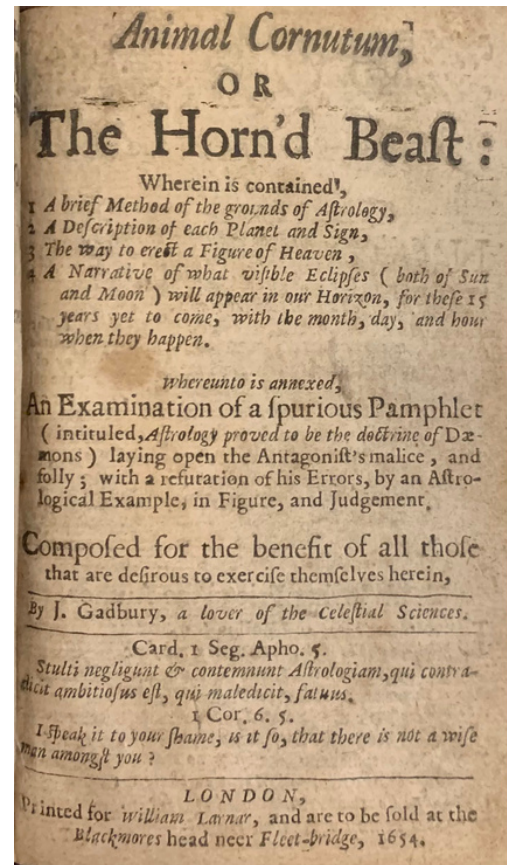 Animal Cornutum,
OR
The Horn'd Beaſt:
Wherein is contained',
1 A brief Method of the grounds of Aſtrology,
2 A Deſcription of each Planet and Sign,
3 The way to erect a Figure of Heaven,
4 A Narrative of what viſible Eclipſes ( both of Sun
and Moon ) will appear in our Horizon, for theſe 15
years yet to come, with the month, day, and hour
when they happen.
whereunto is annexed,
An Examination of a ſpurious Pamphlet
( intituled, Aſtrology proved to be the doctrine of Dæ-
mons ) laying open the Antagoniſt's malice, and
folly; with a refutation of his Errors, by an Aſtro-
logical Example, in Figure, and Judgement.
Compoſed for the benefit of all thoſe
that are deſirous to exerciſe themſelves herein,
By J. Gadbury, a lover of the Celeſtial Sciences.
Card. 1 Seg. Apho. 5.
Stulti negligunt & contemnunt Aſtrologiam, qui contra-
dicit ambitioſus eſt, qui maledicit, fatuus.
1 Cor. 6. 5.
I ſpeak it to your ſhame, is it ſo, that there is not a wiſe
man amongſt you?
LONDON,
Printed for William Larnar, and are to be ſold at the
Blackmores head neer Fleet-bridge, 1654.